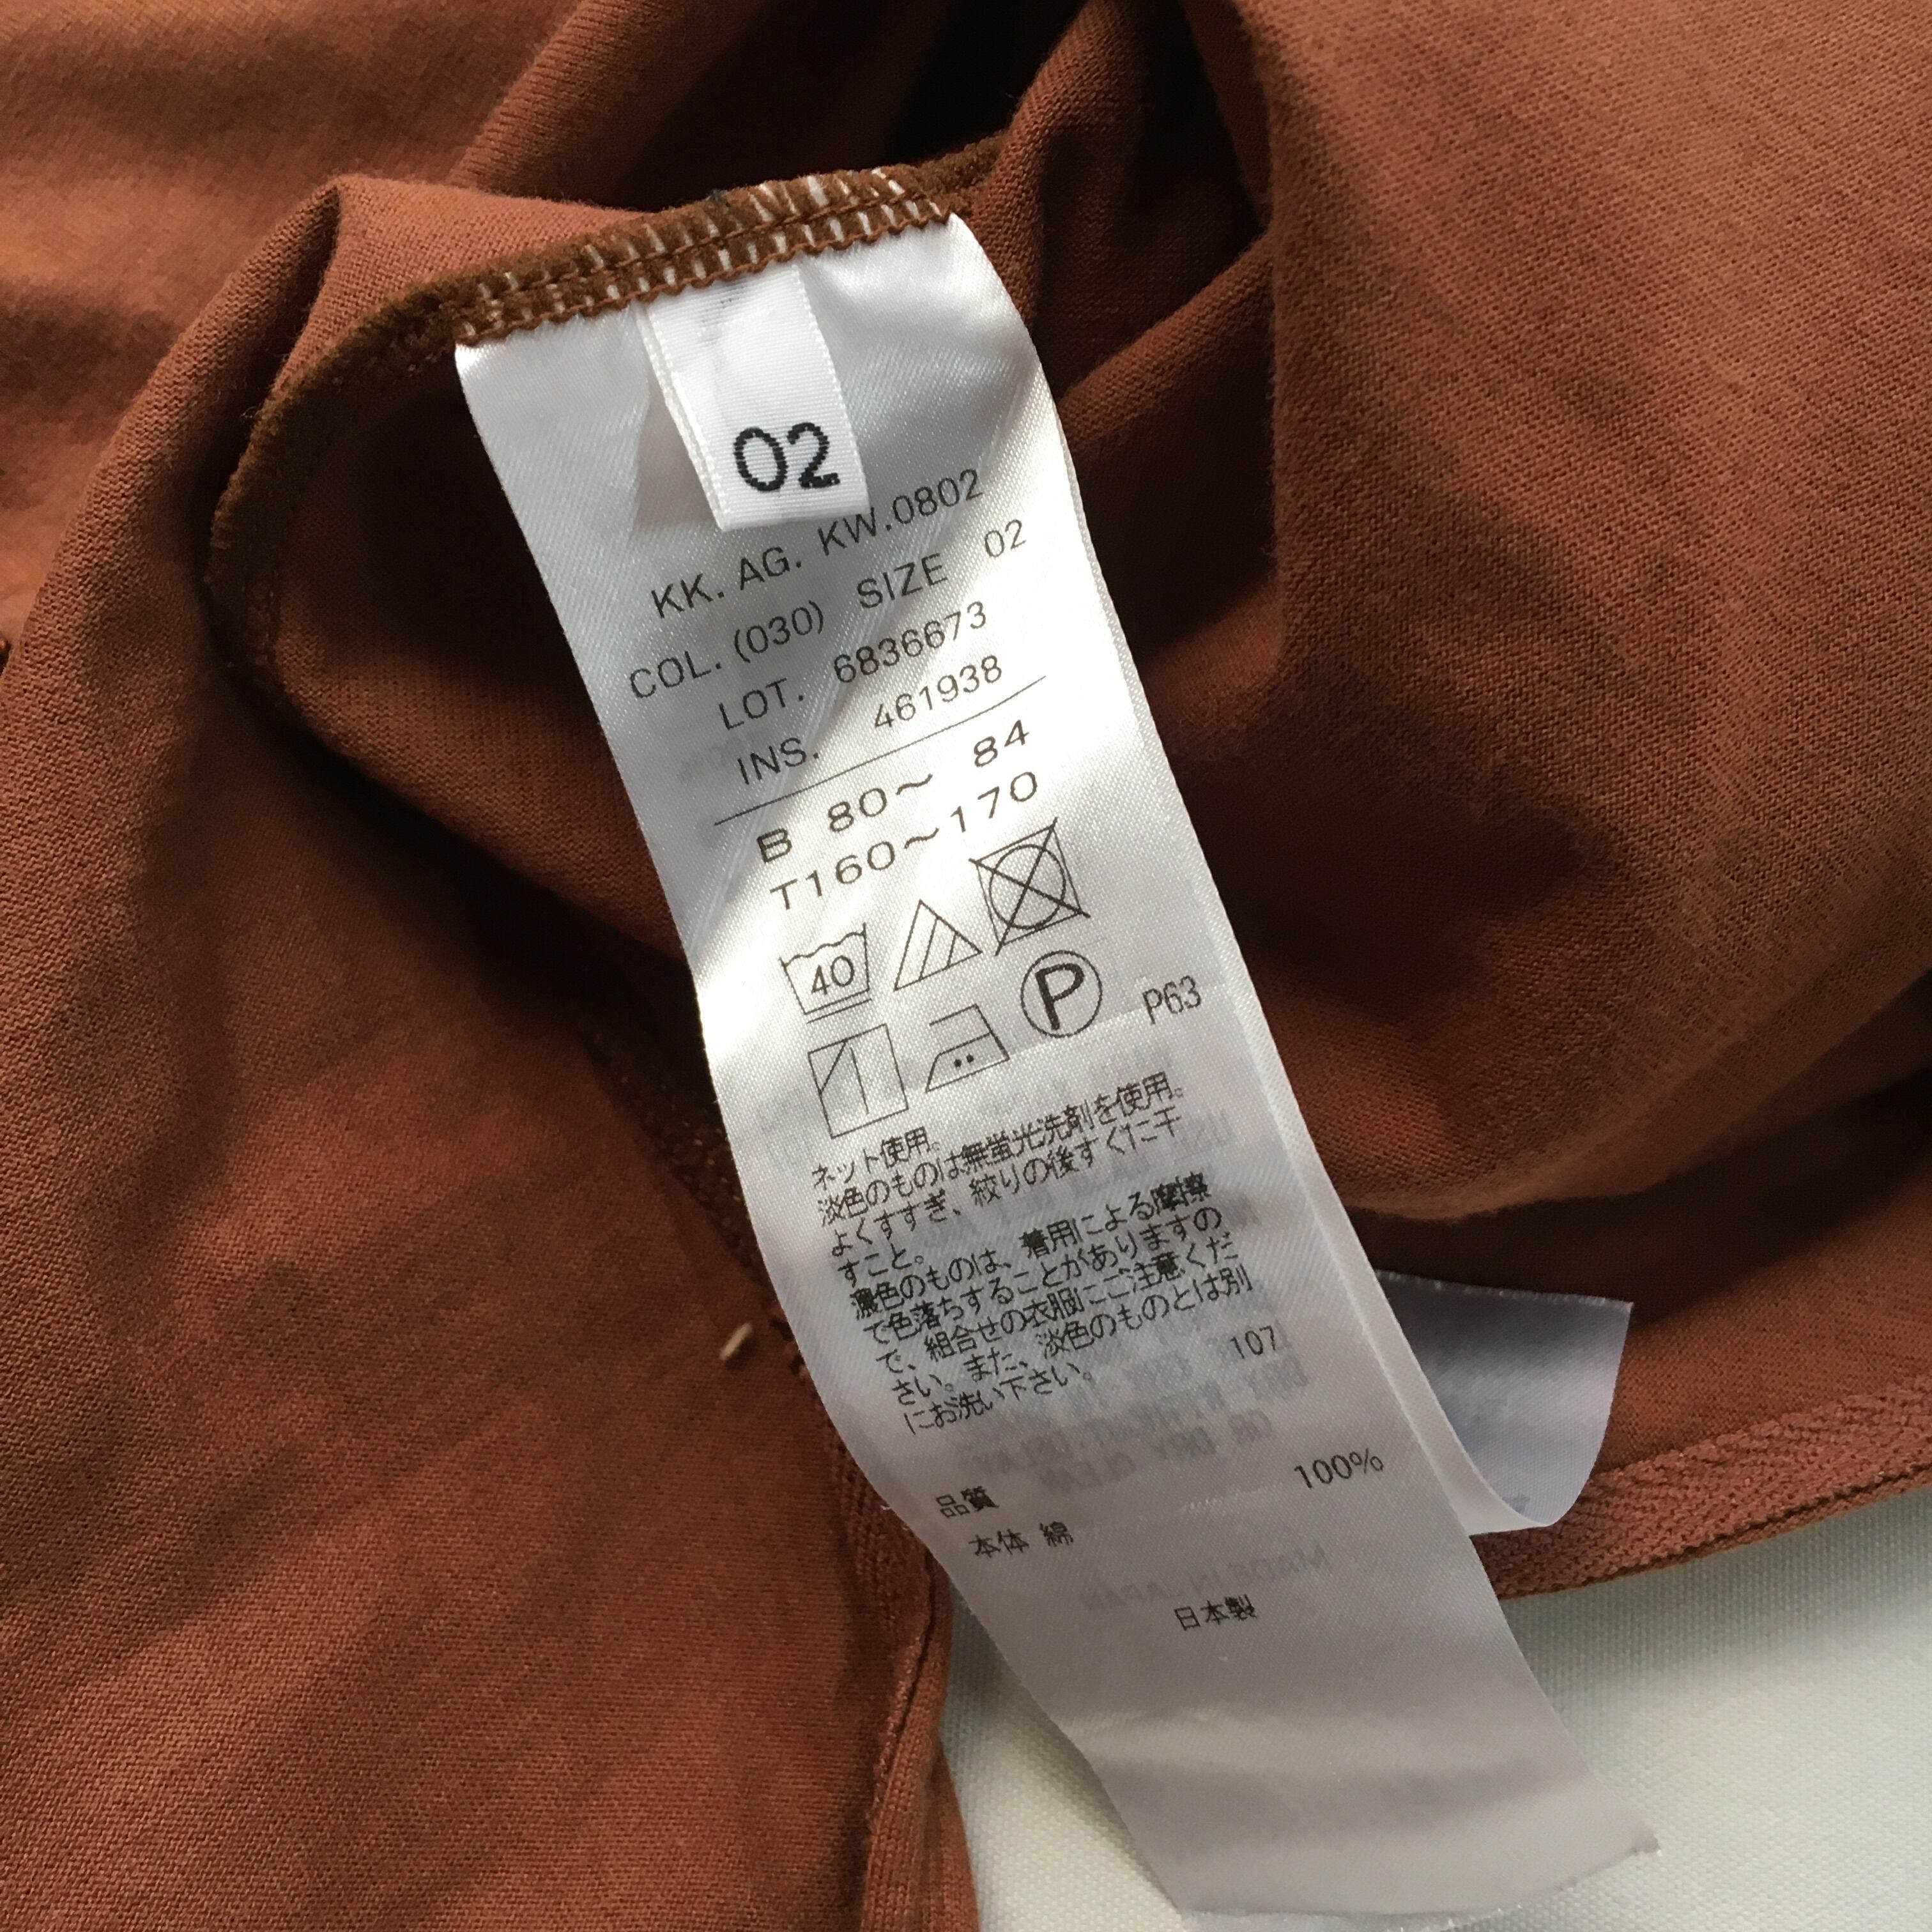 02
KK. AG. KW.0802
COL. (030) SIZE 02
LOT. 6836673
INS. 461938
B 80～ 84
T160～170
40
P
P63
ネット使用。
淡色のものは無蛍光洗剤を使用。
よくすすぎ、絞りの後すぐに干
すこと。
濃色のものは、着用による摩擦
で色落ちすることがありますの
で、組合せの衣服にご注意くだ
さい。また、淡色のものとは別
にお洗い下さい。
107
品質
本体 綿 100%
日本製